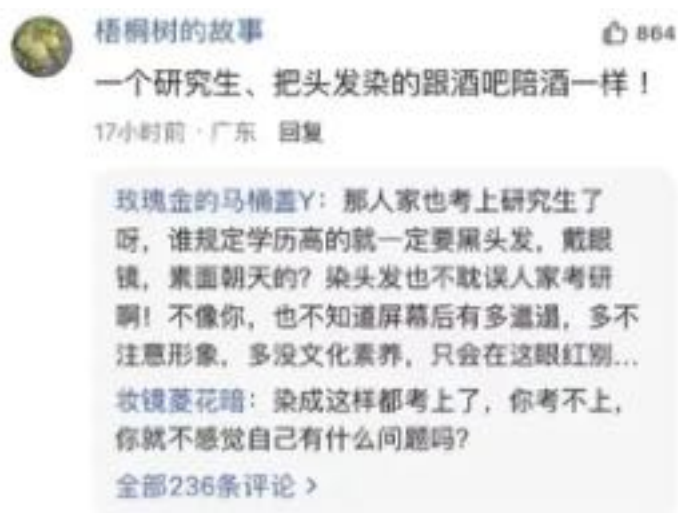 梧桐树的故事
864
一个研究生、把头发染的跟酒吧陪酒一样！
17小时前·广东 回复
玫瑰金的马桶盖Y：那人家也考上研究生了
呀，谁规定学历高的就一定要黑头发，戴眼
镜，素面朝天的？染头发也不耽误人家考研
啊！不像你，也不知道屏幕后有多邋遢，多不
注意形象，多没文化素养，只会在这眼红别...
妆镜菱花暗：染成这样都考上了，你考不上，
你就不感觉自己有什么问题吗？
全部236条评论 >